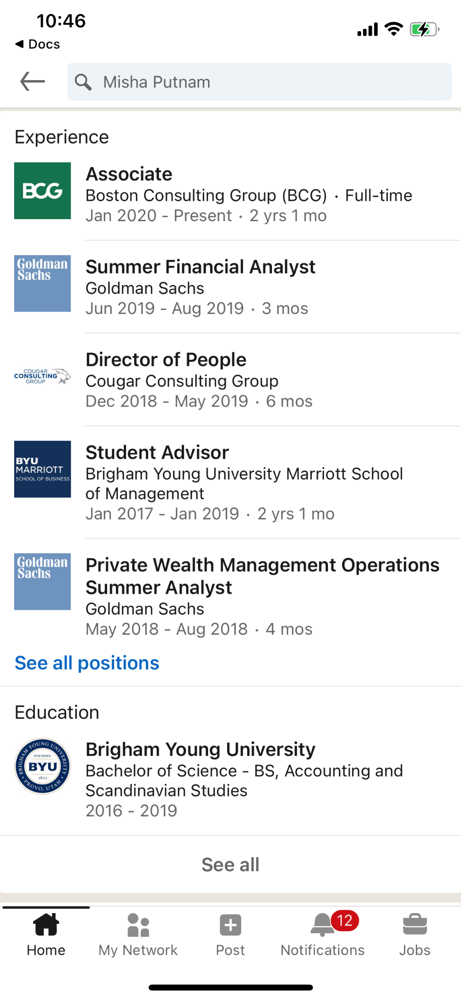 10:46
◀ Docs
Misha Putnam
Experience
BCG
Associate
Boston Consulting Group (BCG) · Full-time
Jan 2020 - Present · 2 yrs 1 mo
Goldman
Sachs
Summer Financial Analyst
Goldman Sachs
Jun 2019 - Aug 2019 · 3 mos
COUGAR
CONSULTING
GROUP
Director of People
Cougar Consulting Group
Dec 2018 - May 2019 · 6 mos
BYU
MARRIOTT
SCHOOL OF BUSINESS
Student Advisor
Brigham Young University Marriott School
of Management
Jan 2017 - Jan 2019 · 2 yrs 1 mo
Goldman
Sachs
Private Wealth Management Operations
Summer Analyst
Goldman Sachs
May 2018 - Aug 2018 · 4 mos
See all positions
Education
BRIGHAM YOUNG UNIVERSITY
FOUNDED
BYU
1875
PROVO, UTAH
Brigham Young University
Bachelor of Science - BS, Accounting and
Scandinavian Studies
2016 - 2019
See all
12
Home
My Network
Post
Notifications
Jobs